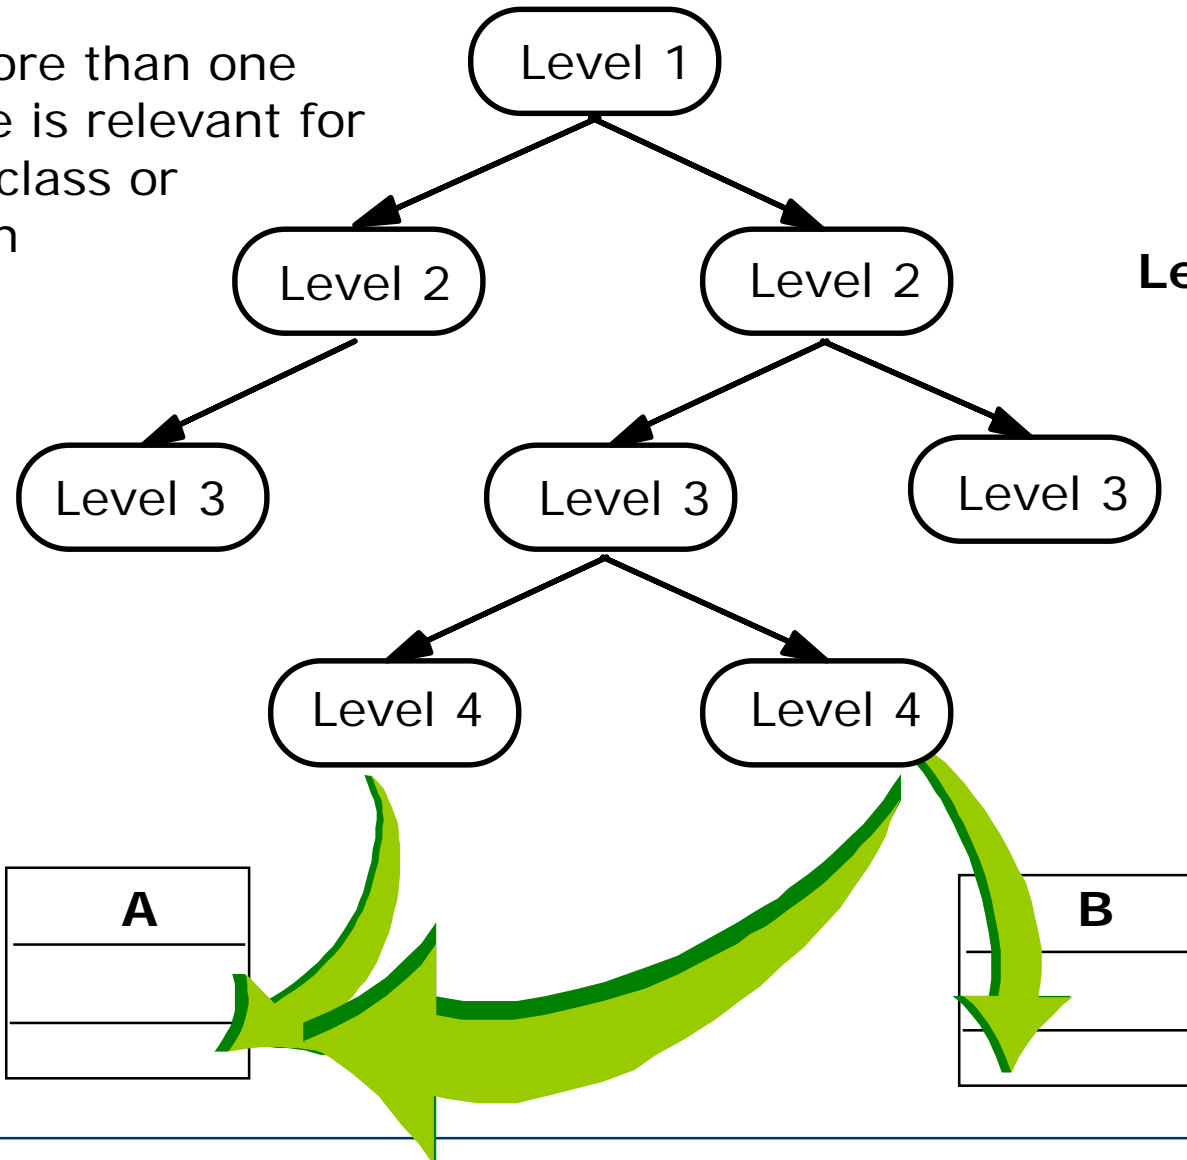 ore than one
e is relevant for
class or
n
Level 1
Level 2
Level 2
Le
Level 3
Level 3
Level 3
Level 4
Level 4
A
B